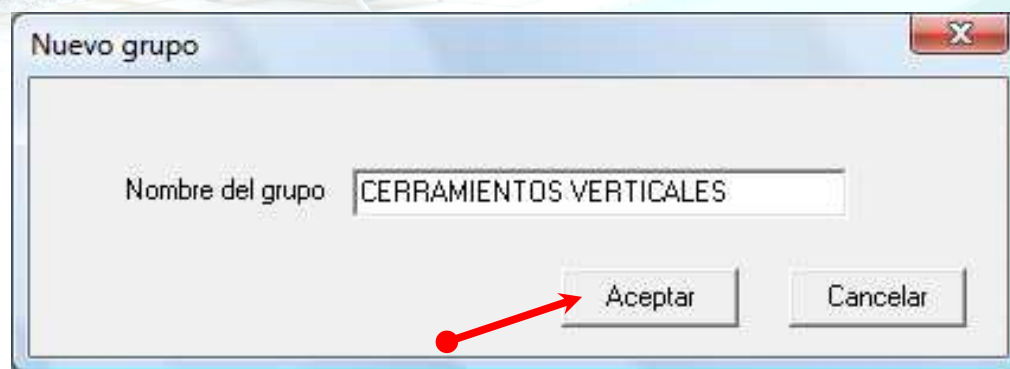 Nuevo grupo
Nombre del grupo CERRAMIENTOS VERTICALES
Aceptar Cancelar